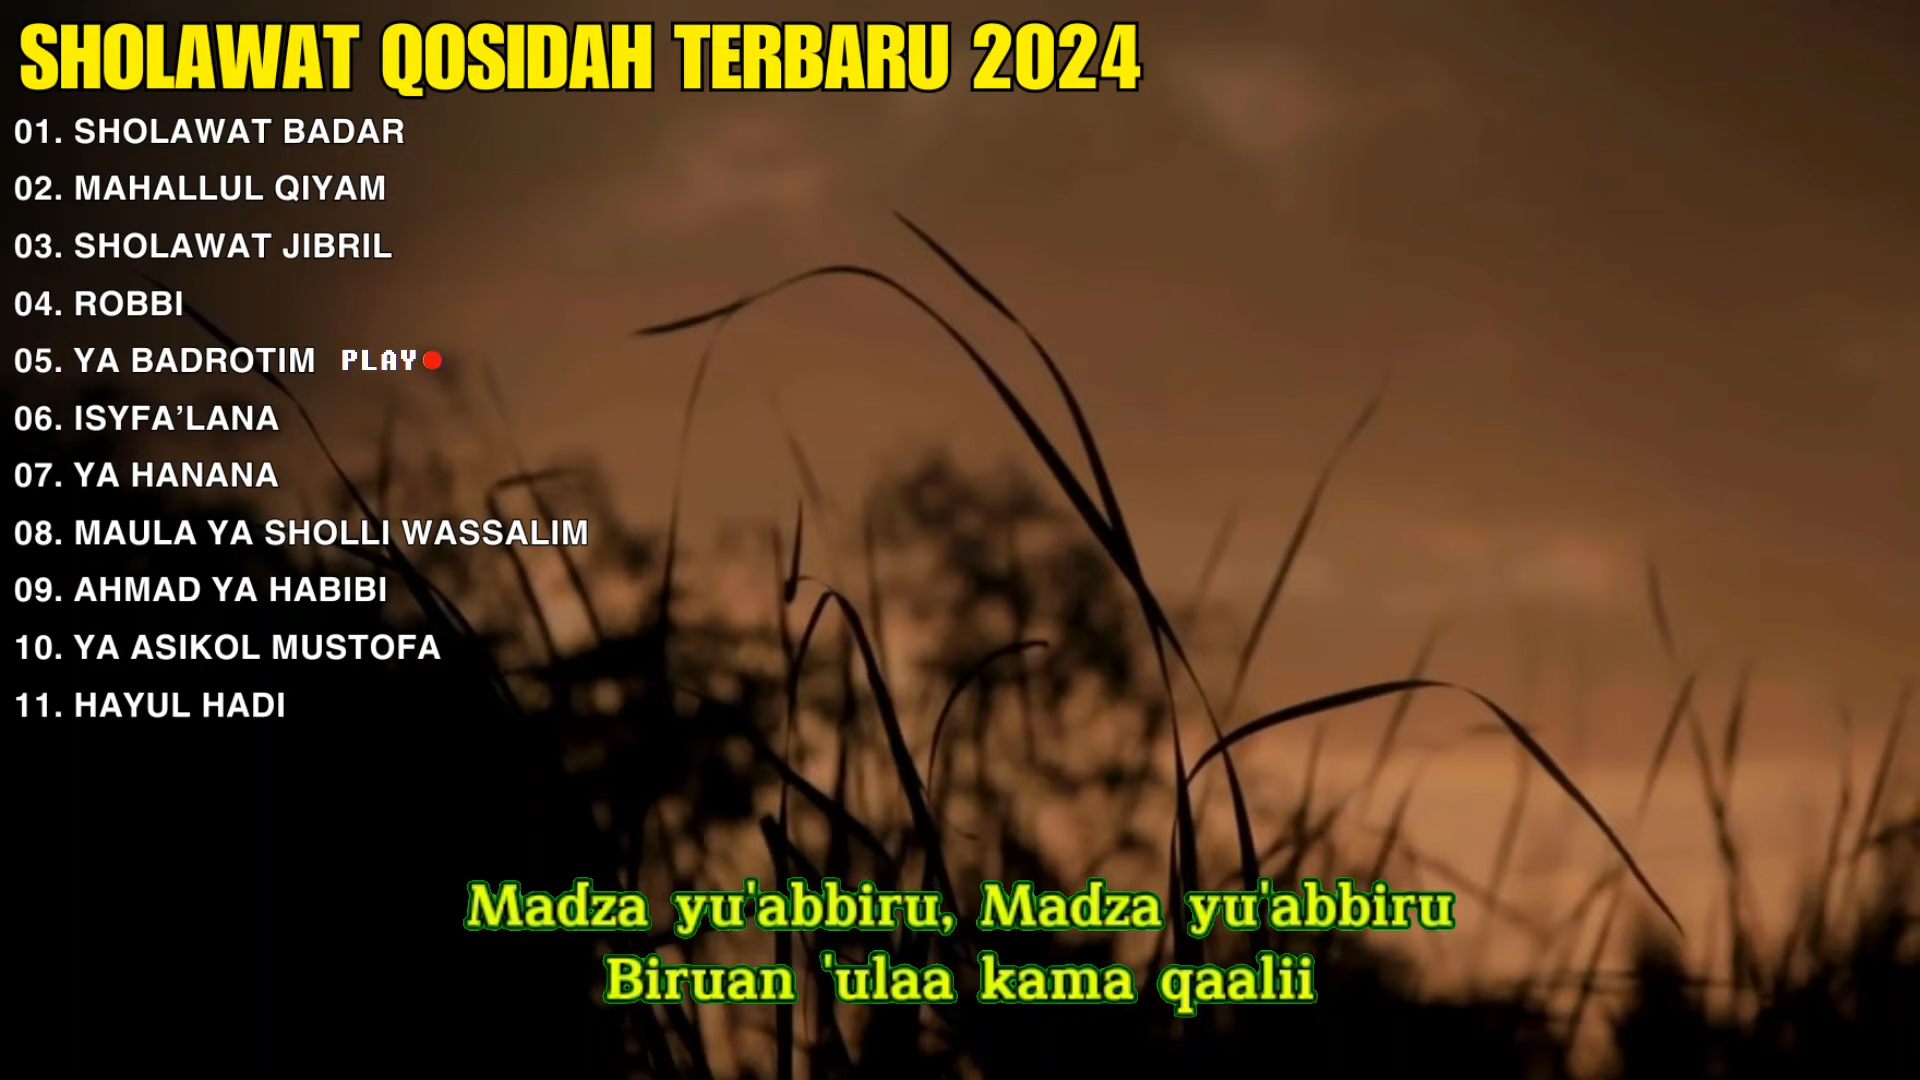 SHOLAWAT QOSIDAH TERBARU 2024
01. SHOLAWAT BADAR
02. MAHALLUL QIYAM
03. SHOLAWAT JIBRIL
04. ROBBI
05. YA BADROTIM PLAY
06. ISYFA’LANA
07. YA HANANA
08. MAULA YA SHOLLI WASSALIM
09. AHMAD YA HABIBI
10. YA ASIKOL MUSTOFA
11. HAYUL HADI
Madza yu'abbiru, Madza yu'abbiru
Biruan 'ulaa kama qaalii